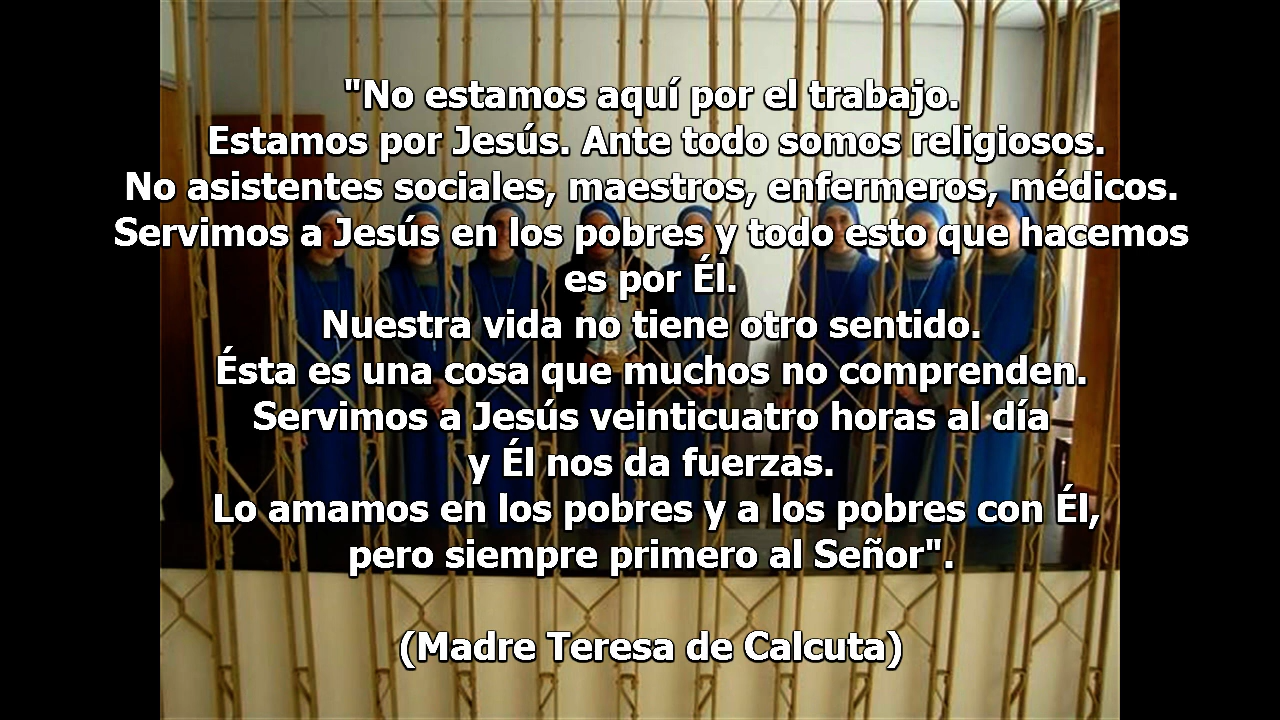 "No estamos aquí por el trabajo.
Estamos por Jesús. Ante todo somos religiosos.
No asistentes sociales, maestros, enfermeros, médicos.
Servimos a Jesús en los pobres y todo esto que hacemos
es por Él.
Nuestra vida no tiene otro sentido.
Ésta es una cosa que muchos no comprenden.
Servimos a Jesús veinticuatro horas al día
y Él nos da fuerzas.
Lo amamos en los pobres y a los pobres con Él,
pero siempre primero al Señor".
(Madre Teresa de Calcuta)